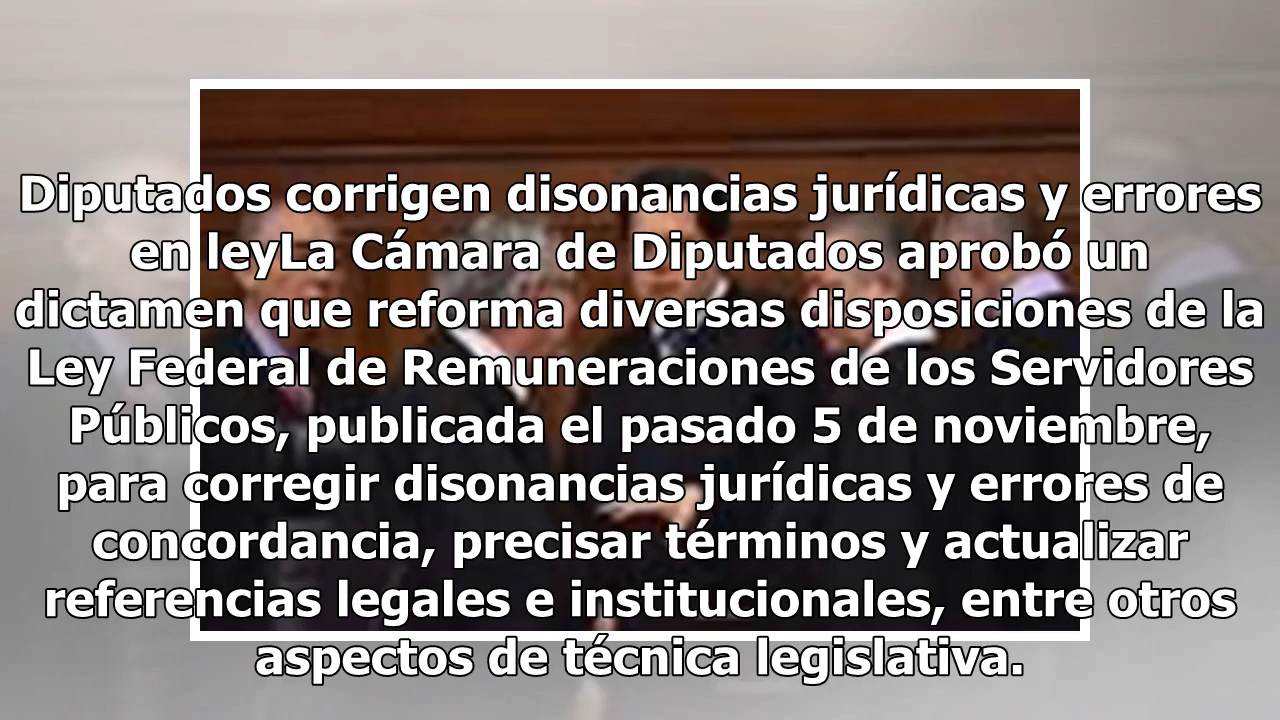 Diputados corrigen disonancias jurídicas y errores
en leyLa Cámara de Diputados aprobó un
dictamen que reforma diversas disposiciones de la
Ley Federal de Remuneraciones de los Servidores
Públicos, publicada el pasado 5 de noviembre,
para corregir disonancias jurídicas y errores de
concordancia, precisar términos y actualizar
referencias legales e institucionales, entre otros
aspectos de técnica legislativa.